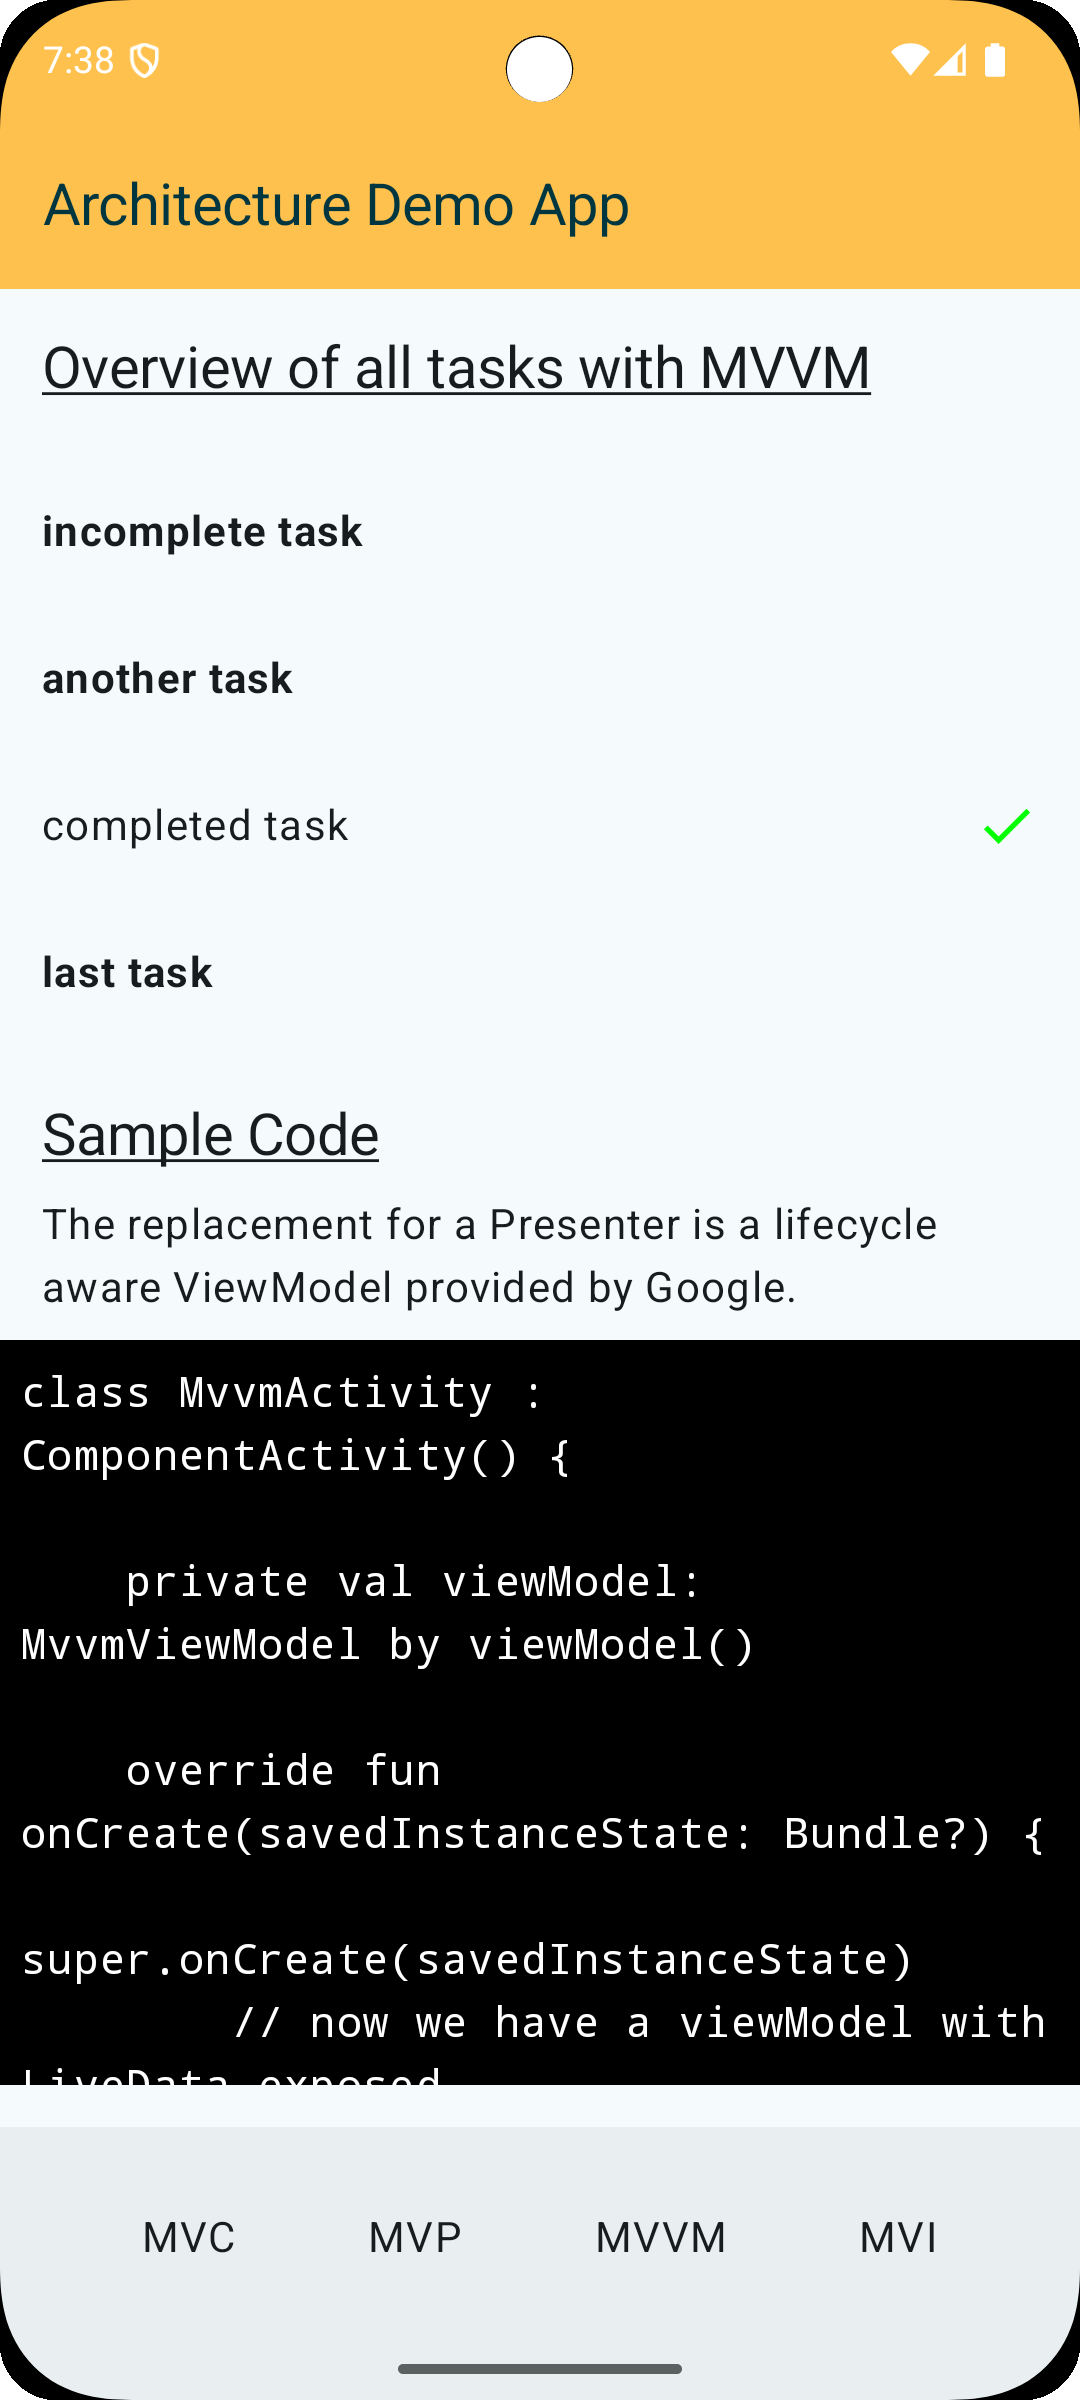 7:38
Architecture Demo App
Overview of all tasks with MVVM
incomplete task
another task
completed task
last task
Sample Code
The replacement for a Presenter is a lifecycle
aware ViewModel provided by Google.
class MvvmActivity :
ComponentActivity() {
    private val viewModel:
MvvmViewModel by viewModel()
    override fun
onCreate(savedInstanceState: Bundle?) {
super.onCreate(savedInstanceState)
        // now we have a viewModel with
LiveData exposed
MVC MVP MVVM MVI